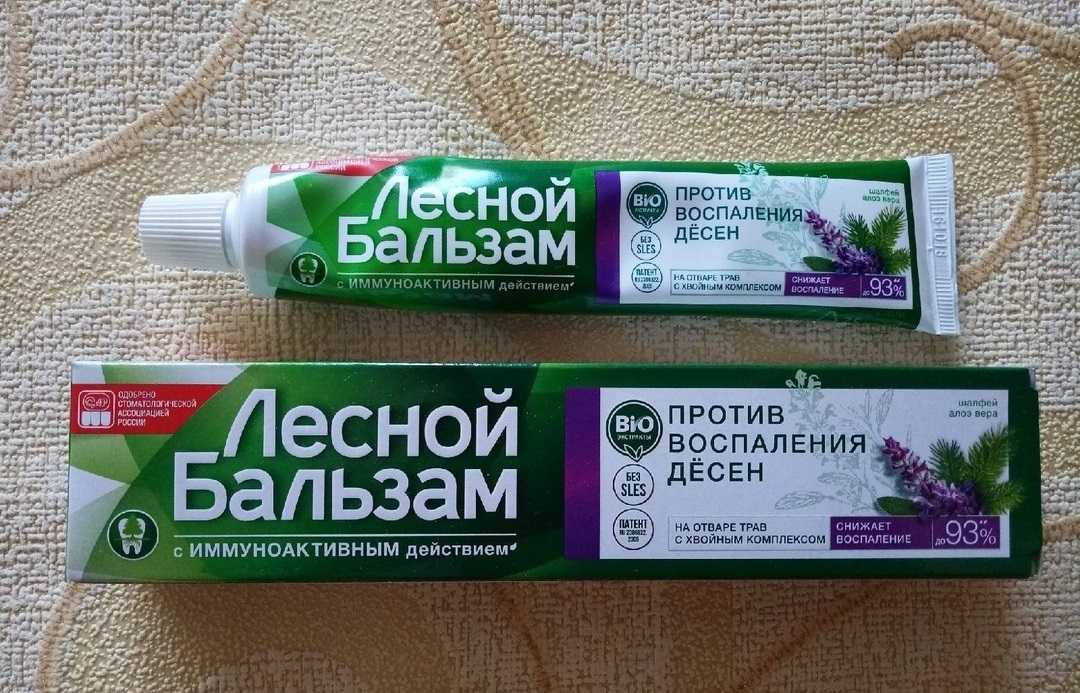 Лесной
Бальзам
с ИММУНОАКТИВНЫМ действием
BiO
ЭКСТРАКТЫ
БЕЗ
SLES
ПАТЕНТ
ПРОТИВ
ВОСПАЛЕНИЯ
ДЁСЕН
шалфей
алоэ вера
НА ОТВАРЕ ТРАВ
С ХВОЙНЫМ КОМПЛЕКСОМ
СНИЖАЕТ
ВОСПАЛЕНИЕ
до 93%
ОДОБРЕНО
СТОМАТОЛОГИЧЕСКОЙ
АССОЦИАЦИЕЙ
РОССИИ
Лесной
Бальзам
с ИММУНОАКТИВНЫМ действием
BiO
ЭКСТРАКТЫ
БЕЗ
SLES
ПАТЕНТ
ПРОТИВ
ВОСПАЛЕНИЯ
ДЁСЕН
шалфей
алоэ вера
НА ОТВАРЕ ТРАВ
С ХВОЙНЫМ КОМПЛЕКСОМ
СНИЖАЕТ
ВОСПАЛЕНИЕ
до 93%